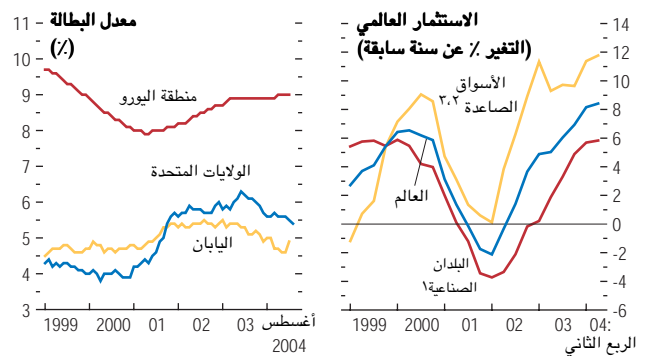 معدل البطالة
(٪)
11
10
9
8
7
6
5
4
3
منطقة اليورو
الولايات المتحدة
اليابان
1999 2000 01 02 03 أغسطس
2004
الاستثمار العالمي
(التغير ٪ عن سنة سابقة)
14
12
10
8
6
4
2
0
-2
-4
-6
الأسواق
الصاعدة ٣،٢
العالم
البلدان
الصناعية١
1999 2000 01 02 03 04:
الربع الثاني